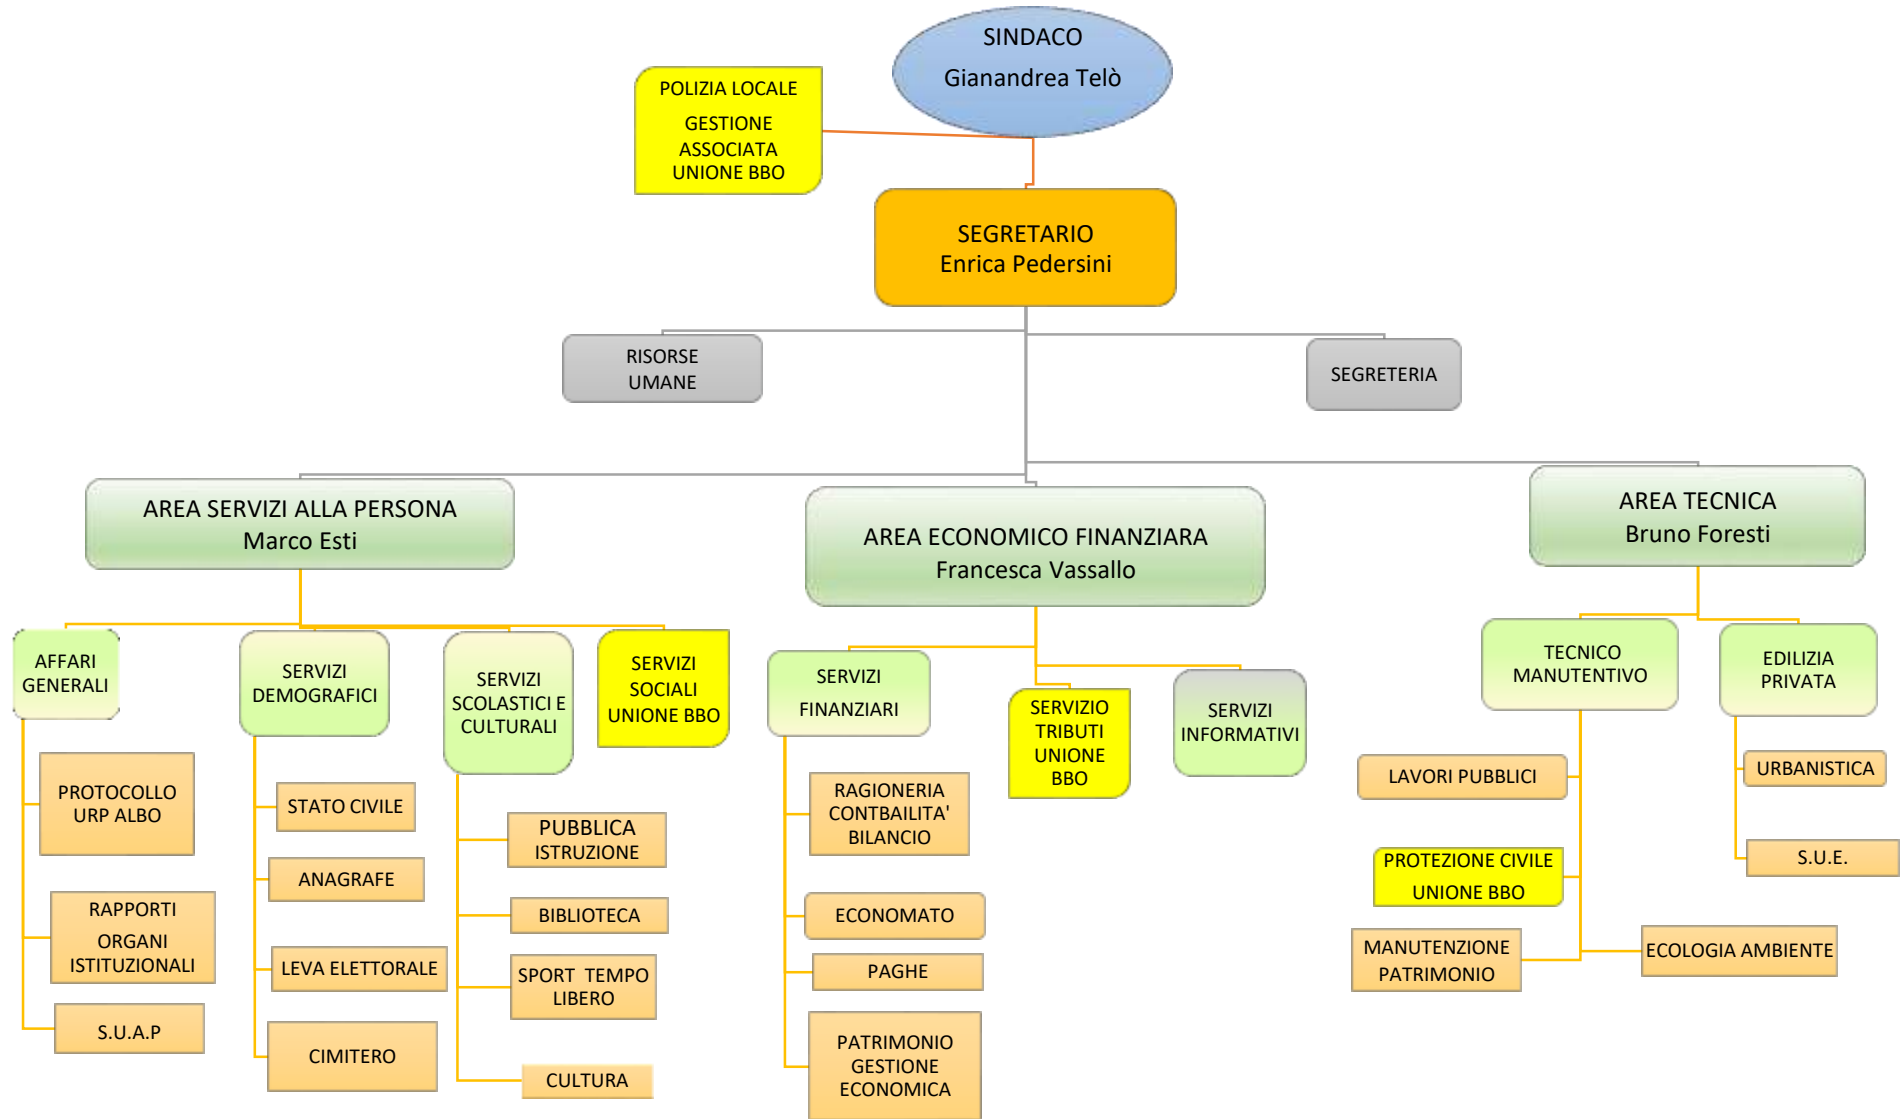 SINDACO
Gianandrea Telò
POLIZIA LOCALE
GESTIONE
ASSOCIATA
UNIONE BBO
SEGRETARIO
Enrica Pedersini
RISORSE
UMANE
SEGRETERIA
AREA SERVIZI ALLA PERSONA
Marco Esti
AREA ECONOMICO FINANZIARA
Francesca Vassallo
AREA TECNICA
Bruno Foresti
AFFARI
GENERALI
SERVIZI
DEMOGRAFICI
SERVIZI
SCOLASTICI E
CULTURALI
SERVIZI
SOCIALI
UNIONE BBO
SERVIZI
FINANZIARI
SERVIZIO
TRIBUTI
UNIONE
BBO
SERVIZI
INFORMATIVI
TECNICO
MANUTENTIVO
EDILIZIA
PRIVATA
PROTOCOLLO
URP ALBO
RAPPORTI
ORGANI
ISTITUZIONALI
S.U.A.P
STATO CIVILE
ANAGRAFE
LEVA ELETTORALE
CIMITERO
PUBBLICA
ISTRUZIONE
BIBLIOTECA
SPORT TEMPO
LIBERO
CULTURA
RAGIONERIA
CONTBAILITA'
BILANCIO
ECONOMATO
PAGHE
PATRIMONIO
GESTIONE
ECONOMICA
LAVORI PUBBLICI
PROTEZIONE CIVILE
UNIONE BBO
MANUTENZIONE
PATRIMONIO
ECOLOGIA AMBIENTE
URBANISTICA
S.U.E.